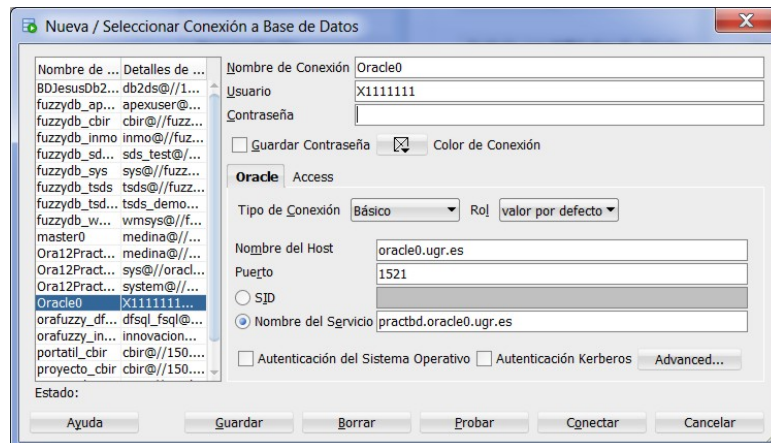 Nueva / Seleccionar Conexión a Base de Datos
Nombre de ... Detalles de ...
BDJesusDb2... db2ds@//1...
fuzzydb_ap... apexuser@...
fuzzydb_cbir cbir@//fuzz...
fuzzydb_inmo inmo@//fuz...
fuzzydb_sd... sds_test@/...
fuzzydb_sys sys@//fuzz...
fuzzydb_tsds tsds@//fuzz...
fuzzydb_tsd... tsds_demo...
fuzzydb_w... wmsys@//f...
master0 medina@//...
Ora12Pract... medina@//...
Ora12Pract... sys@//oracl...
Ora12Pract... system@//...
Oracle0 X1111111...
orafuzzy_df... dfsql_fsql@...
orafuzzy_in... innovacion...
portatil_cbir cbir@//150....
proyecto_cbir cbir@//150....
Nombre de Conexión Oracle0
Usuario X1111111
Contraseña
Guardar Contraseña Color de Conexión
Oracle Access
Tipo de Conexión Básico Rol valor por defecto
Nombre del Host oracle0.ugr.es
Puerto 1521
SID
Nombre del Servicio practbd.oracle0.ugr.es
Autenticación del Sistema Operativo Autenticación Kerberos Advanced...
Estado:
Ayuda Guardar Borrar Probar Conectar Cancelar